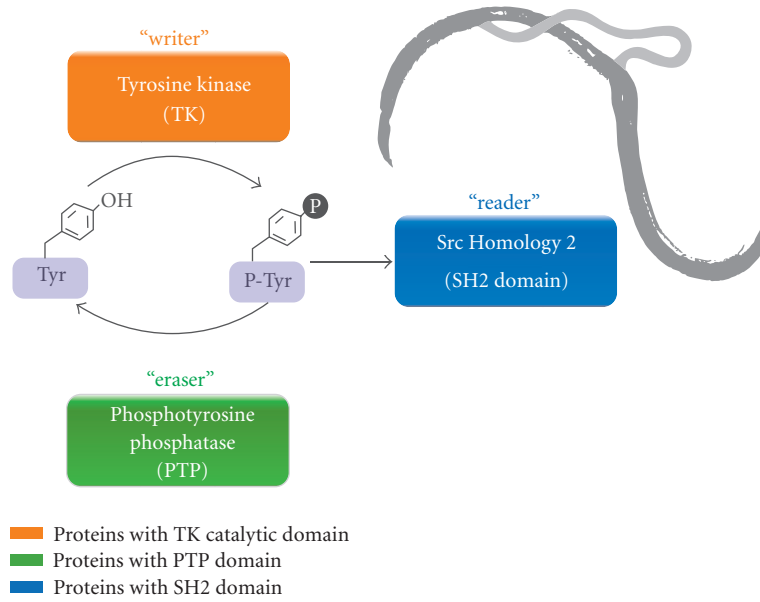 “writer”
Tyrosine kinase
(TK)
OH
P
Tyr
P-Tyr
“reader”
Src Homology 2
(SH2 domain)
“eraser”
Phosphotyrosine
phosphatase
(PTP)
Proteins with TK catalytic domain
Proteins with PTP domain
Proteins with SH2 domain